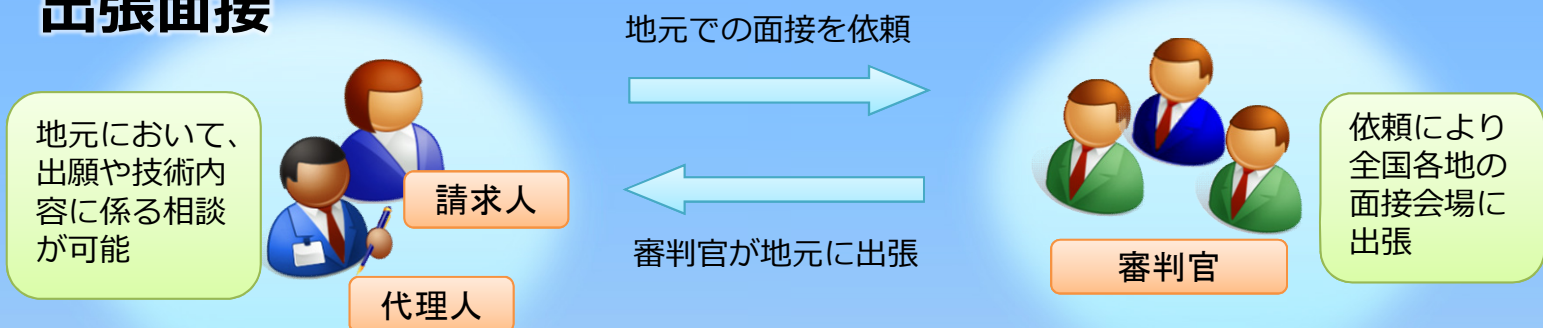 出張面接
地元での面接を依頼
地元において、
出願や技術内
容に係る相談
が可能
請求人
代理人
審判官が地元に出張
審判官
依頼により
全国各地の
面接会場に
出張